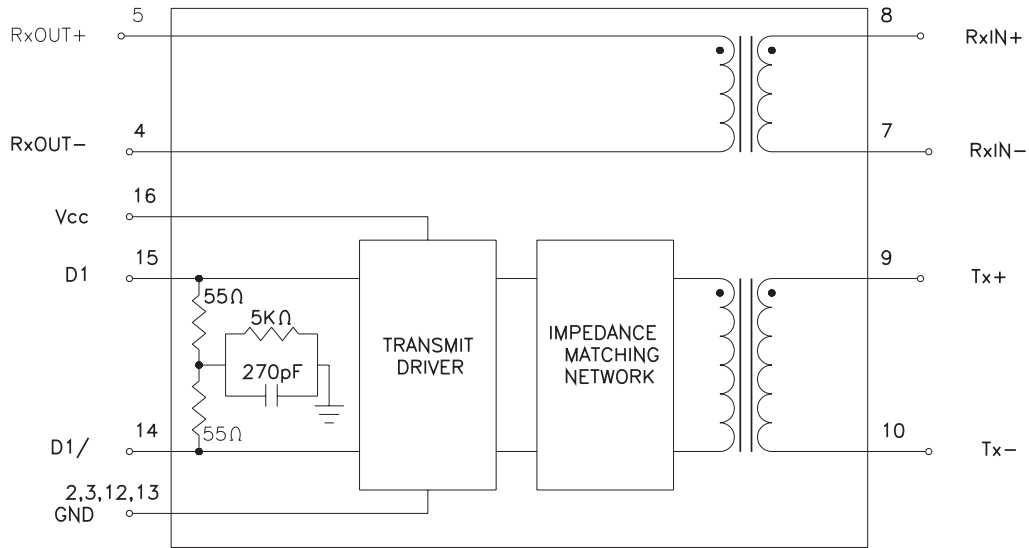 5
RxOUT+
8
RxIN+
RxOUT-
4
7
RxIN-
16
Vcc
D1
15
9
Tx+
55Ω
5KΩ
270pF
TRANSMIT
DRIVER
IMPEDANCE
MATCHING
NETWORK
55Ω
D1/
14
10
Tx-
2,3,12,13
GND